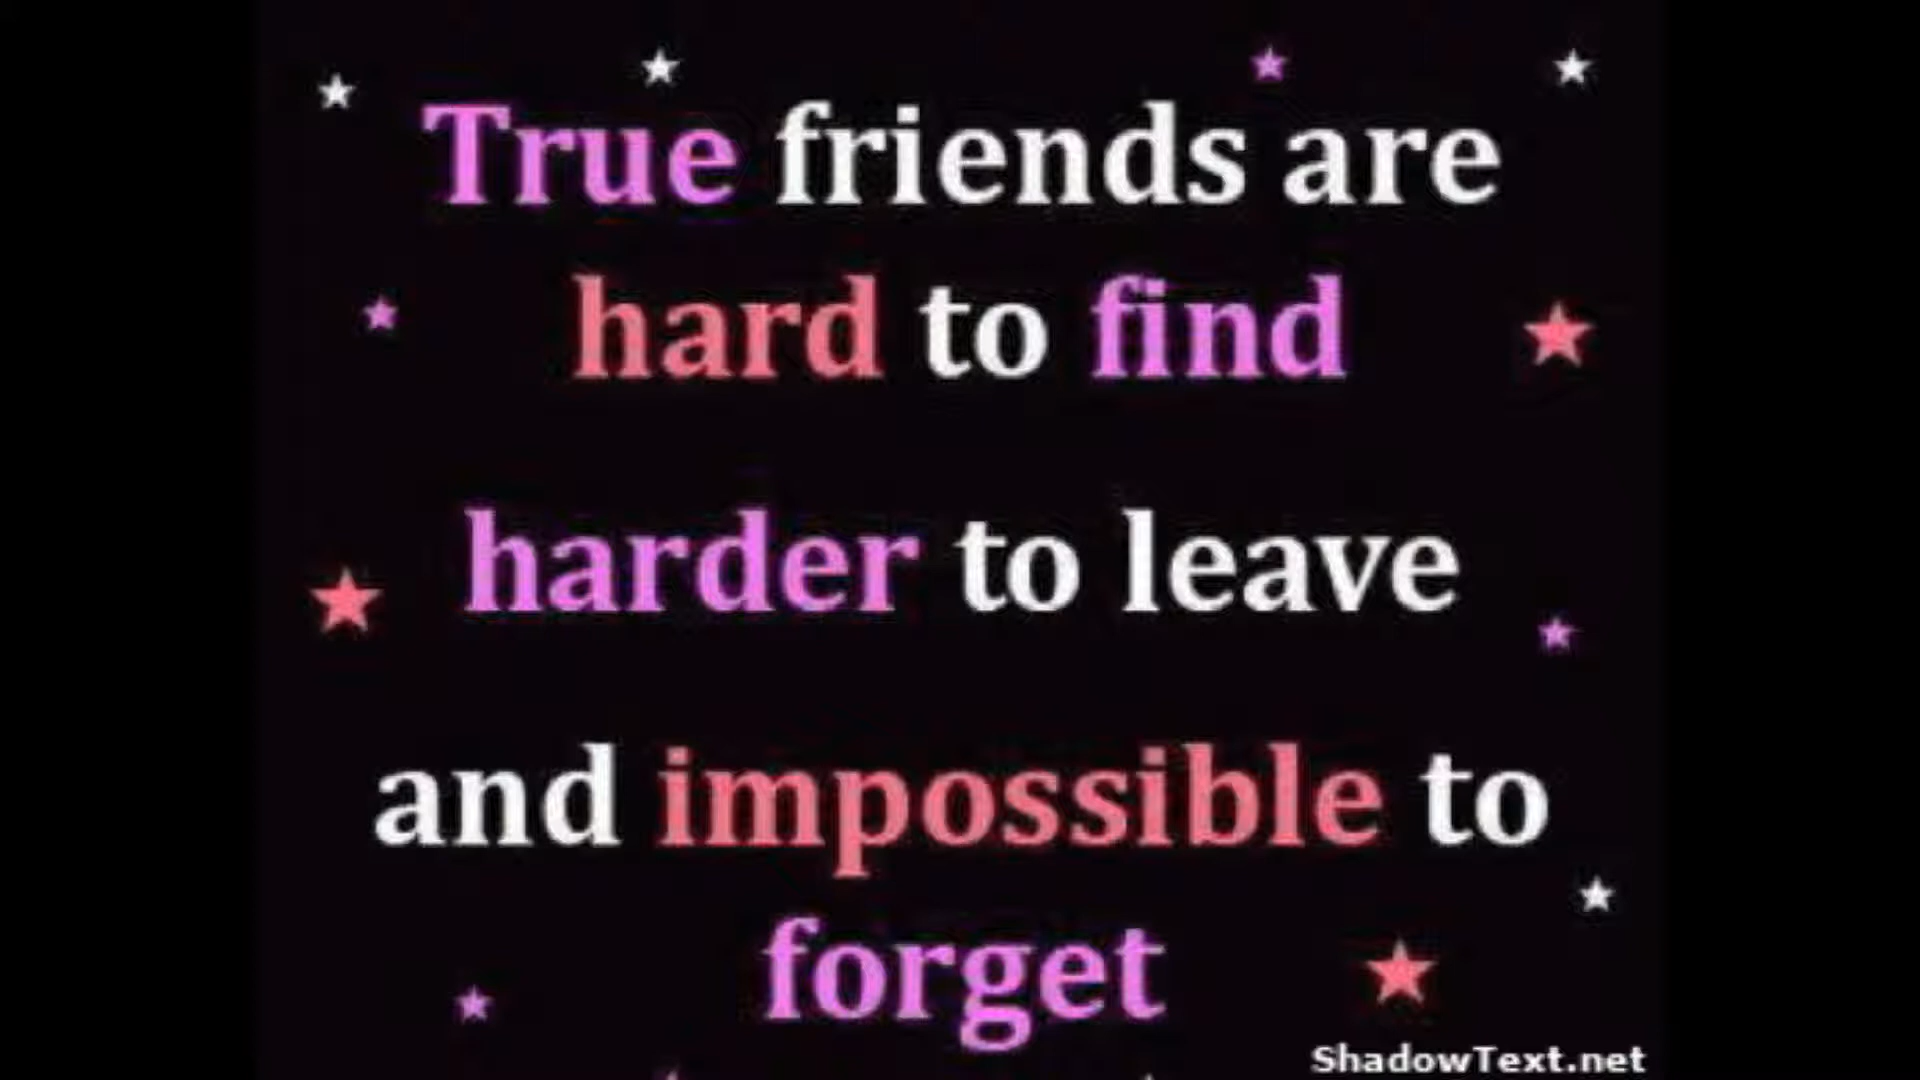 True friends are
hard to find
harder to leave
and impossible to
forget
ShadowText.net